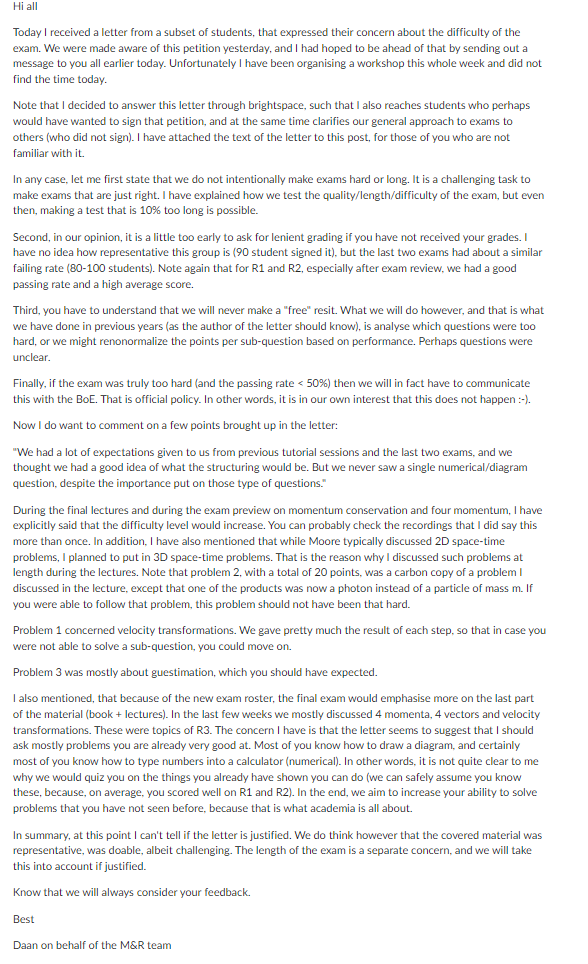 Hi all
Today I received a letter from a subset of students, that expressed their concern about the difficulty of the
exam. We were made aware of this petition yesterday, and I had hoped to be ahead of that by sending out a
message to you all earlier today. Unfortunately I have been organising a workshop this whole week and did not
find the time today.
Note that I decided to answer this letter through brightspace, such that I also reaches students who perhaps
would have wanted to sign that petition, and at the same time clarifies our general approach to exams to
others (who did not sign). I have attached the text of the letter to this post, for those of you who are not
familiar with it.
In any case, let me first state that we do not intentionally make exams hard or long. It is a challenging task to
make exams that are just right. I have explained how we test the quality/length/difficulty of the exam, but even
then, making a test that is 10% too long is possible.
Second, in our opinion, it is a little too early to ask for lenient grading if you have not received your grades. I
have no idea how representative this group is (90 student signed it), but the last two exams had about a similar
failing rate (80-100 students). Note again that for R1 and R2, especially after exam review, we had a good
passing rate and a high average score.
Third, you have to understand that we will never make a "free" resit. What we will do however, and that is what
we have done in previous years (as the author of the letter should know), is analyse which questions were too
hard, or we might renonormalize the points per sub-question based on performance. Perhaps questions were
unclear.
Finally, if the exam was truly too hard (and the passing rate < 50%) then we will in fact have to communicate
this with the BoE. That is official policy. In other words, it is in our own interest that this does not happen :-).
Now I do want to comment on a few points brought up in the letter:
"We had a lot of expectations given to us from previous tutorial sessions and the last two exams, and we
thought we had a good idea of what the structuring would be. But we never saw a single numerical/diagram
question, despite the importance put on those type of questions."
During the final lectures and during the exam preview on momentum conservation and four momentum, I have
explicitly said that the difficulty level would increase. You can probably check the recordings that I did say this
more than once. In addition, I have also mentioned that while Moore typically discussed 2D space-time
problems, I planned to put in 3D space-time problems. That is the reason why I discussed such problems at
length during the lectures. Note that problem 2, with a total of 20 points, was a carbon copy of a problem I
discussed in the lecture, except that one of the products was now a photon instead of a particle of mass m. If
you were able to follow that problem, this problem should not have been that hard.
Problem 1 concerned velocity transformations. We gave pretty much the result of each step, so that in case you
were not able to solve a sub-question, you could move on.
Problem 3 was mostly about guestimation, which you should have expected.
I also mentioned, that because of the new exam roster, the final exam would emphasise more on the last part
of the material (book + lectures). In the last few weeks we mostly discussed 4 momenta, 4 vectors and velocity
transformations. These were topics of R3. The concern I have is that the letter seems to suggest that I should
ask mostly problems you are already very good at. Most of you know how to draw a diagram, and certainly
most of you know how to type numbers into a calculator (numerical). In other words, it is not quite clear to me
why we would quiz you on the things you already have shown you can do (we can safely assume you know
these, because, on average, you scored well on R1 and R2). In the end, we aim to increase your ability to solve
problems that you have not seen before, because that is what academia is all about.
In summary, at this point I can't tell if the letter is justified. We do think however that the covered material was
representative, was doable, albeit challenging. The length of the exam is a separate concern, and we will take
this into account if justified.
Know that we will always consider your feedback.
Best
Daan on behalf of the M&R team